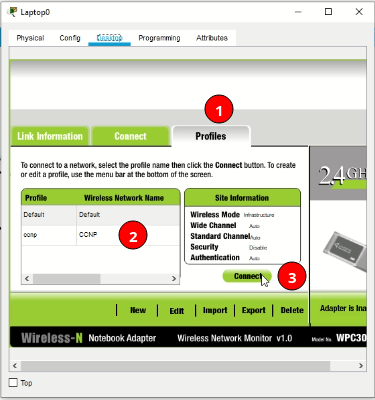 Laptop0
Physical Config Desktop Programming Attributes
1
Link Information Connect Profiles
To connect to a network, select the profile name then click the Connect button. To create
or edit a profile, use the menu bar at the bottom of the screen.
2.4GH
Profile Wireless Network Name
Default Default
ccnp CCNP
2
Site Information
Wireless Mode Infrastructure
Wide Channel Auto
Standard Channel Auto
Security Disable
Authentication Auto
Connect
3
New Edit Import Export Delete
Adapter is Ina
Wireless-N Notebook Adapter Wireless Network Monitor v1.0 Model No. WPC30
Top